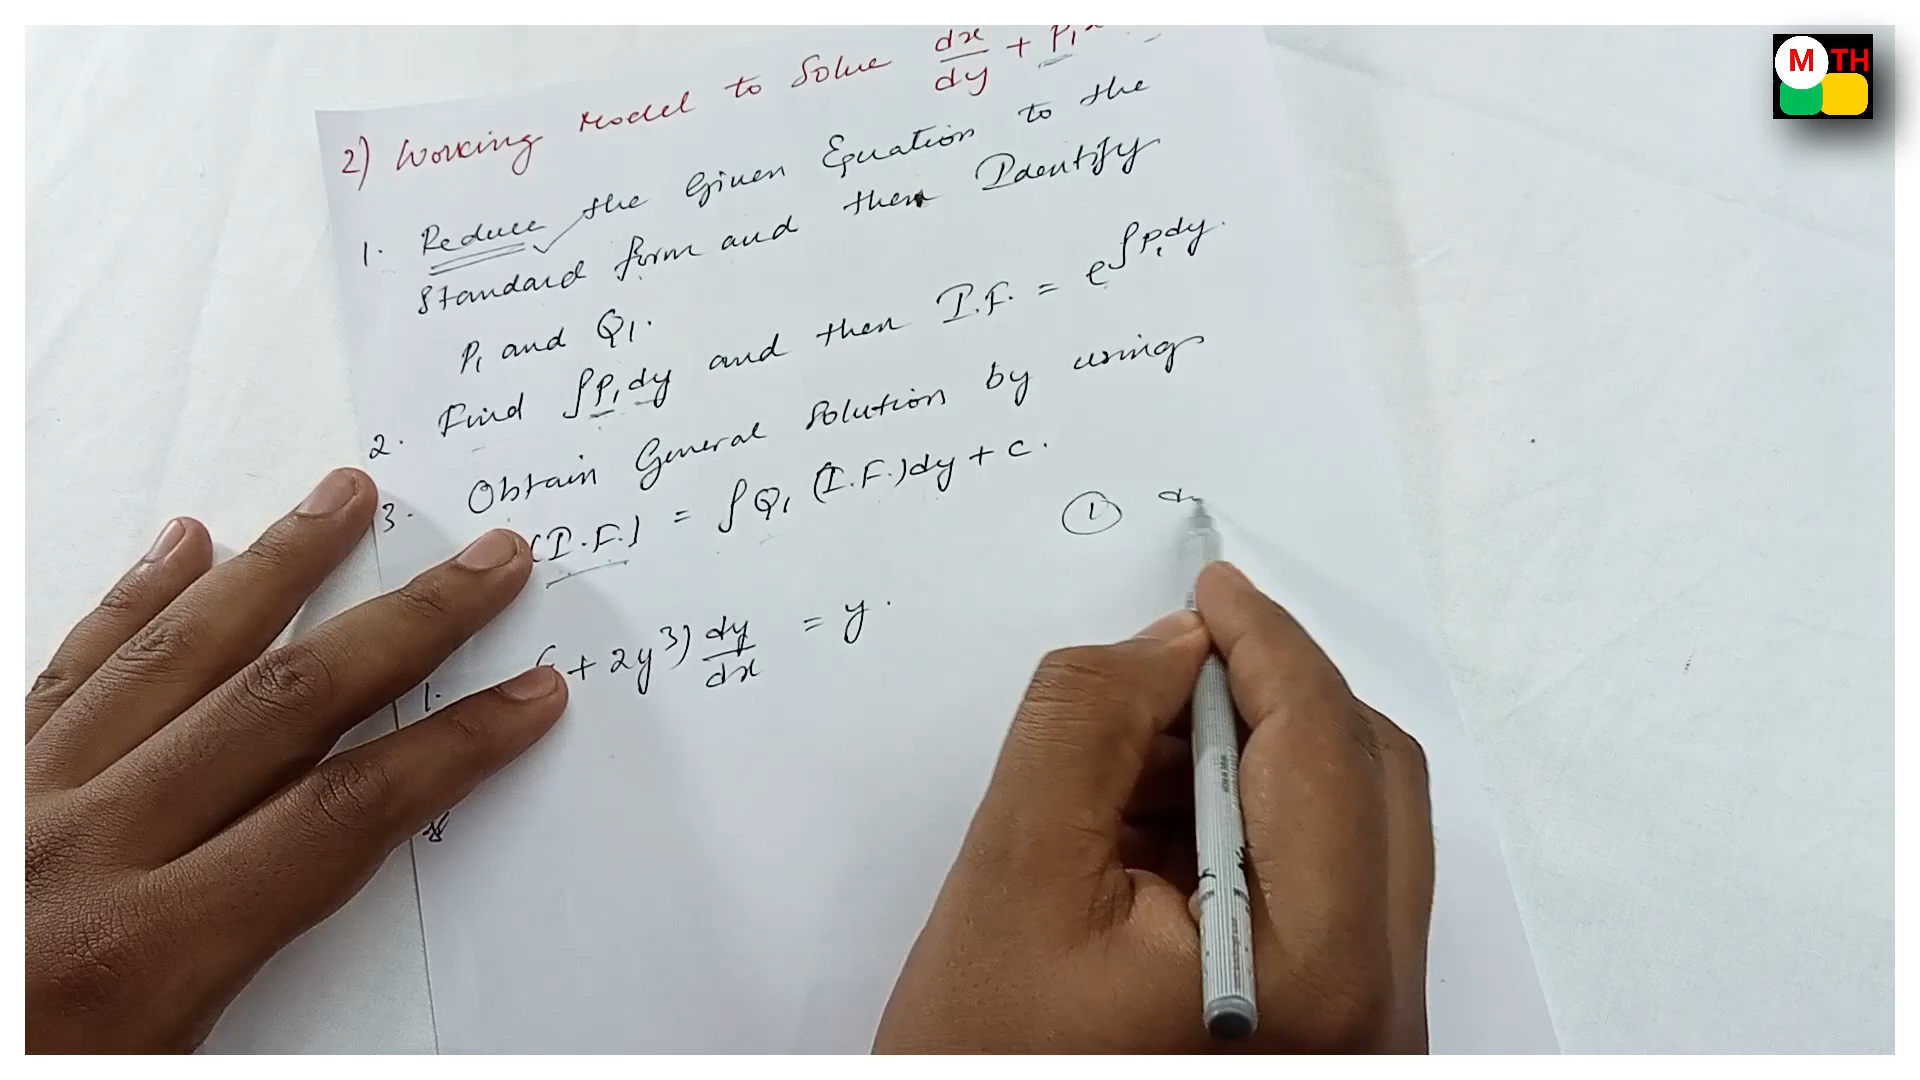 2) Working Model to Solve dx/dy + P₁x
1. Reduce the Given Equation to the
Standard form and then Identify
P₁ and Q₁.
2. Find ∫P₁dy and then I.F. = e^∫P₁dy.
3. Obtain General Solution by using
(I.F.) = ∫Q₁(I.F.)dy + c.
① d
1. + 2y³) dy/dx = y.
M TH